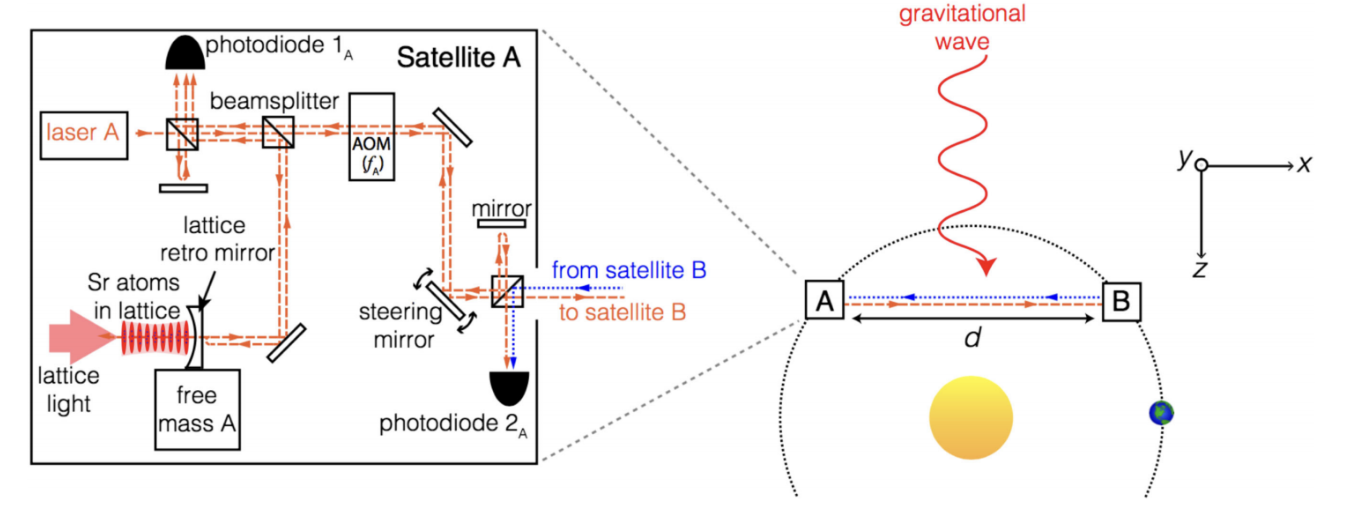 photodiode 1A
Satellite A
beamsplitter
laser A
AOM
(fA)
lattice
retro mirror
mirror
Sr atoms
in lattice
steering
mirror
from satellite B
to satellite B
lattice
light
free
mass A
photodiode 2A
gravitational
wave
A
B
d
y
x
z